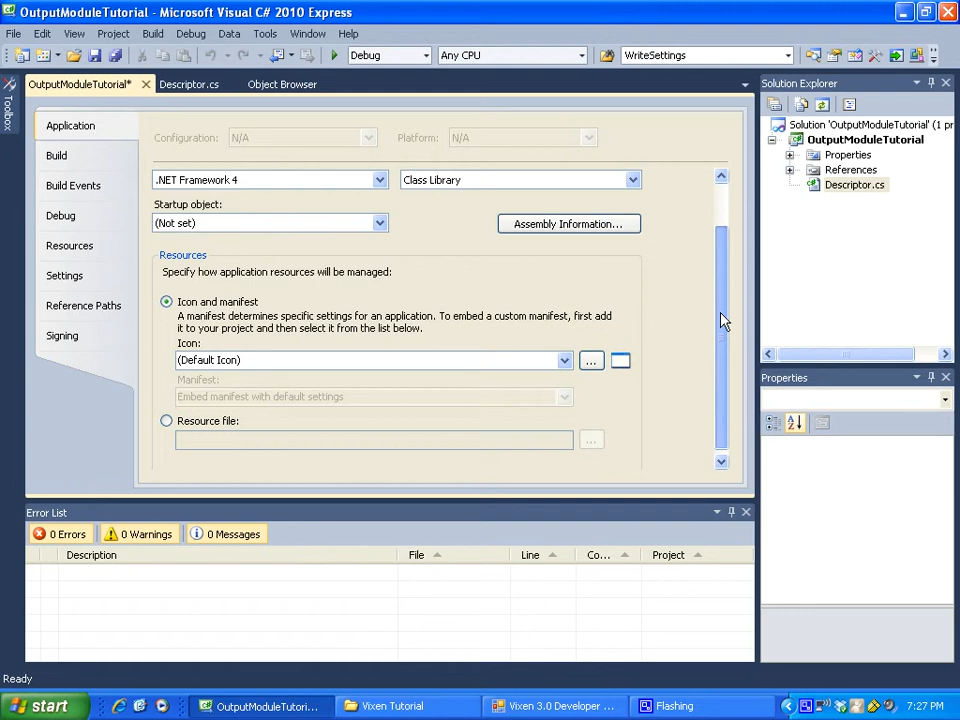 OutputModuleTutorial - Microsoft Visual C# 2010 Express
File Edit View Project Build Debug Data Tools Window Help
Debug Any CPU WriteSettings
OutputModuleTutorial* Descriptor.cs Object Browser
Toolbox
Application
Build
Build Events
Debug
Resources
Settings
Reference Paths
Signing
Configuration: N/A Platform: N/A
.NET Framework 4 Class Library
Startup object:
(Not set) Assembly Information...
Resources
Specify how application resources will be managed:
Icon and manifest
A manifest determines specific settings for an application. To embed a custom manifest, first add
it to your project and then select it from the list below.
Icon:
(Default Icon) ...
Manifest:
Embed manifest with default settings
Resource file:
...
Solution Explorer
Solution 'OutputModuleTutorial' (1 pr
OutputModuleTutorial
Properties
References
Descriptor.cs
Properties
Error List
0 Errors 0 Warnings 0 Messages
Description File Line Co... Project
Ready
start OutputModuleTutori... Vixen Tutorial Vixen 3.0 Developer ... Flashing 7:27 PM